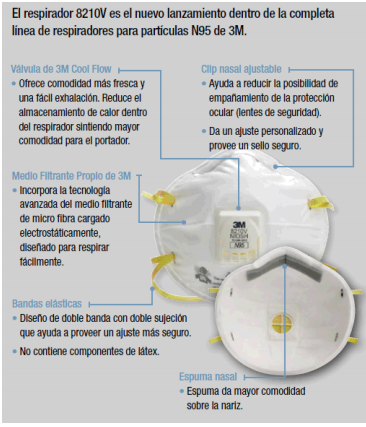 El respirador 8210V es el nuevo lanzamiento dentro de la completa
línea de respiradores para partículas N95 de 3M.
Válvula de 3M Cool Flow
• Ofrece comodidad más fresca y
una fácil exhalación. Reduce el
almacenamiento de calor dentro
del respirador sintiendo mayor
comodidad para el portador.
Clip nasal ajustable
• Ayuda a reducir la posibilidad de
empañamiento de la protección
ocular (lentes de seguridad).
• Da un ajuste personalizado y
provee un sello seguro.
Medio Filtrante Propio de 3M
• Incorpora la tecnología
avanzada del medio filtrante
de micro fibra cargado
electrostáticamente,
diseñado para respirar
fácilmente.
3M
8210V
NIOSH
Bandas elásticas
• Diseño de doble banda con doble sujeción
que ayuda a proveer un ajuste más seguro.
• No contiene componentes de látex.
Espuma nasal
• Espuma da mayor comodidad
sobre la nariz.